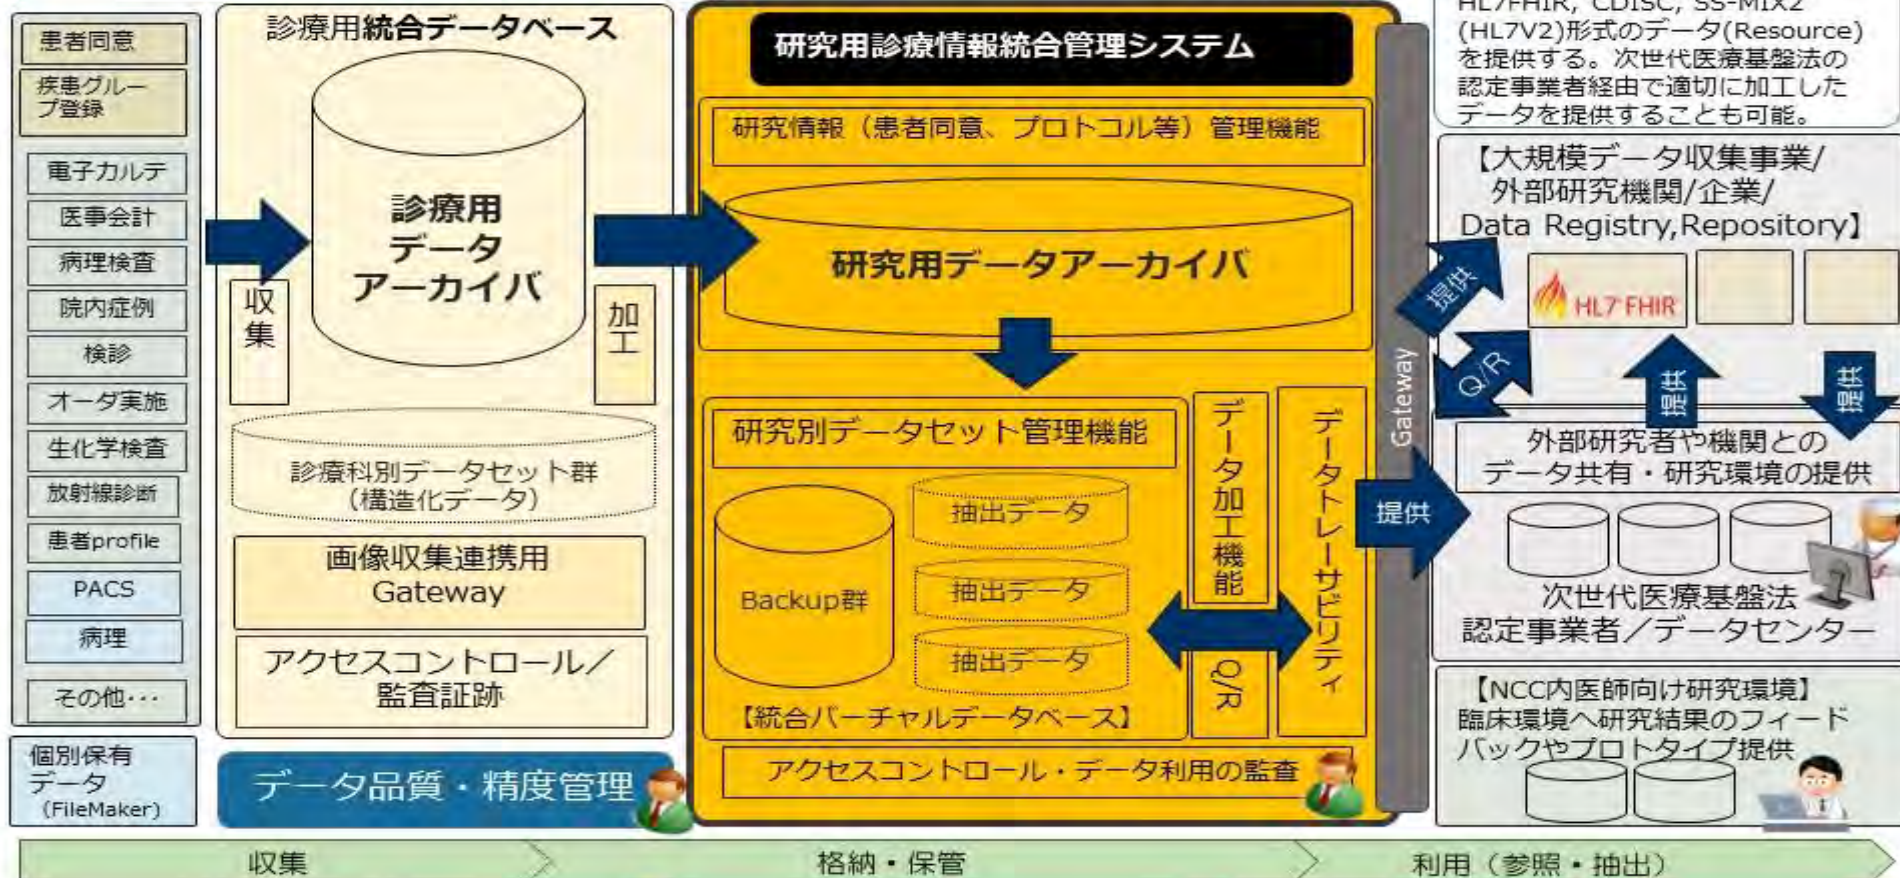 患者同意
疾患グルー
プ登録
電子カルテ
医事会計
病理検査
院内症例
検診
オーダ実施
生化学検査
放射線診断
患者profile
PACS
病理
その他･･･
個別保有
データ
(FileMaker)
診療用統合データベース
診療用
データ
アーカイバ
収集
加工
診療科別データセット群
（構造化データ）
画像収集連携用
Gateway
アクセスコントロール／
監査証跡
データ品質・精度管理
研究用診療情報統合管理システム
研究情報（患者同意、プロトコル等）管理機能
研究用データアーカイバ
研究別データセット管理機能
Backup群
抽出データ
抽出データ
抽出データ
【統合バーチャルデータベース】
データ加工機能
Q/R
データトレーサビリティ
アクセスコントロール・データ利用の監査
Gateway
提供
Q/R
提供
HL7FHIR, CDISC, SS-MIX2
(HL7V2)形式のデータ(Resource)
を提供する。次世代医療基盤法の
認定事業者経由で適切に加工した
データを提供することも可能。
【大規模データ収集事業/
外部研究機関/企業/
Data Registry,Repository】
HL7 FHIR
提供
提供
外部研究者や機関との
データ共有・研究環境の提供
次世代医療基盤法
認定事業者／データセンター
【NCC内医師向け研究環境】
臨床環境へ研究結果のフィード
バックやプロトタイプ提供
収集
格納・保管
利用（参照・抽出）